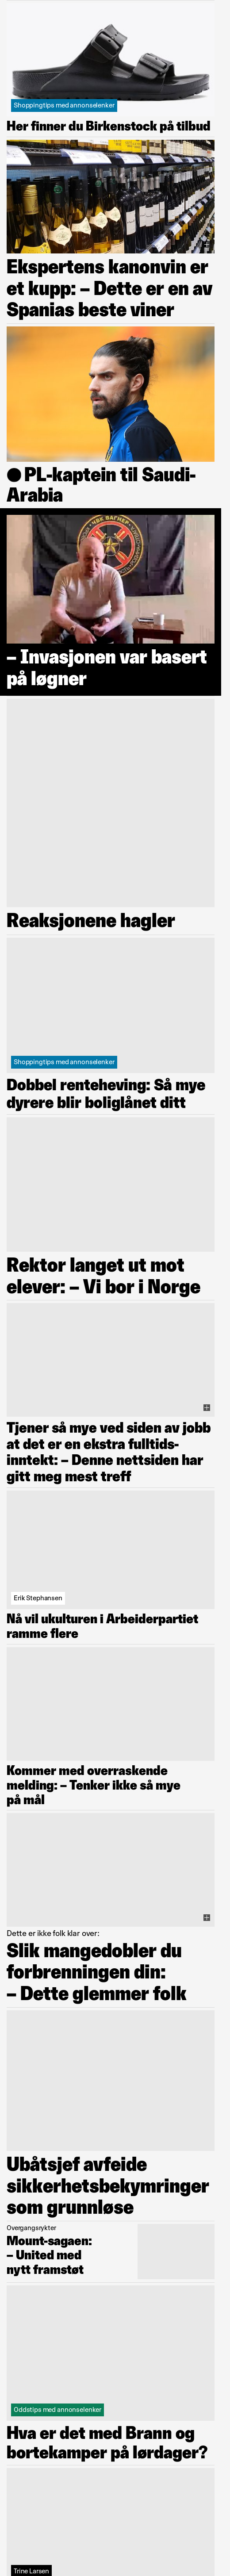 Shoppingtips med annonselenker
Her finner du Birkenstock på tilbud
Ekspertens kanonvin er
et kupp: – Dette er en av
Spanias beste viner
PL-kaptein til Saudi-
Arabia
– Invasjonen var basert
på løgner
Reaksjonene hagler
Shoppingtips med annonselenker
Dobbel renteheving: Så mye
dyrere blir boliglånet ditt
Rektor langet ut mot
elever: – Vi bor i Norge
Tjener så mye ved siden av jobb
at det er en ekstra fulltids-
inntekt: – Denne nettsiden har
gitt meg mest treff
Erik Stephansen
Nå vil ukulturen i Arbeiderpartiet
ramme flere
Kommer med overraskende
melding: – Tenker ikke så mye
på mål
Dette er ikke folk klar over:
Slik mangedobler du
forbrenningen din:
– Dette glemmer folk
Ubåtsjef avfeide
sikkerhetsbekymringer
som grunnløse
Overgangsrykter
Mount-sagaen:
– United med
nytt framstøt
Oddstips med annonselenker
Hva er det med Brann og
bortekamper på lørdager?
Trine Larsen